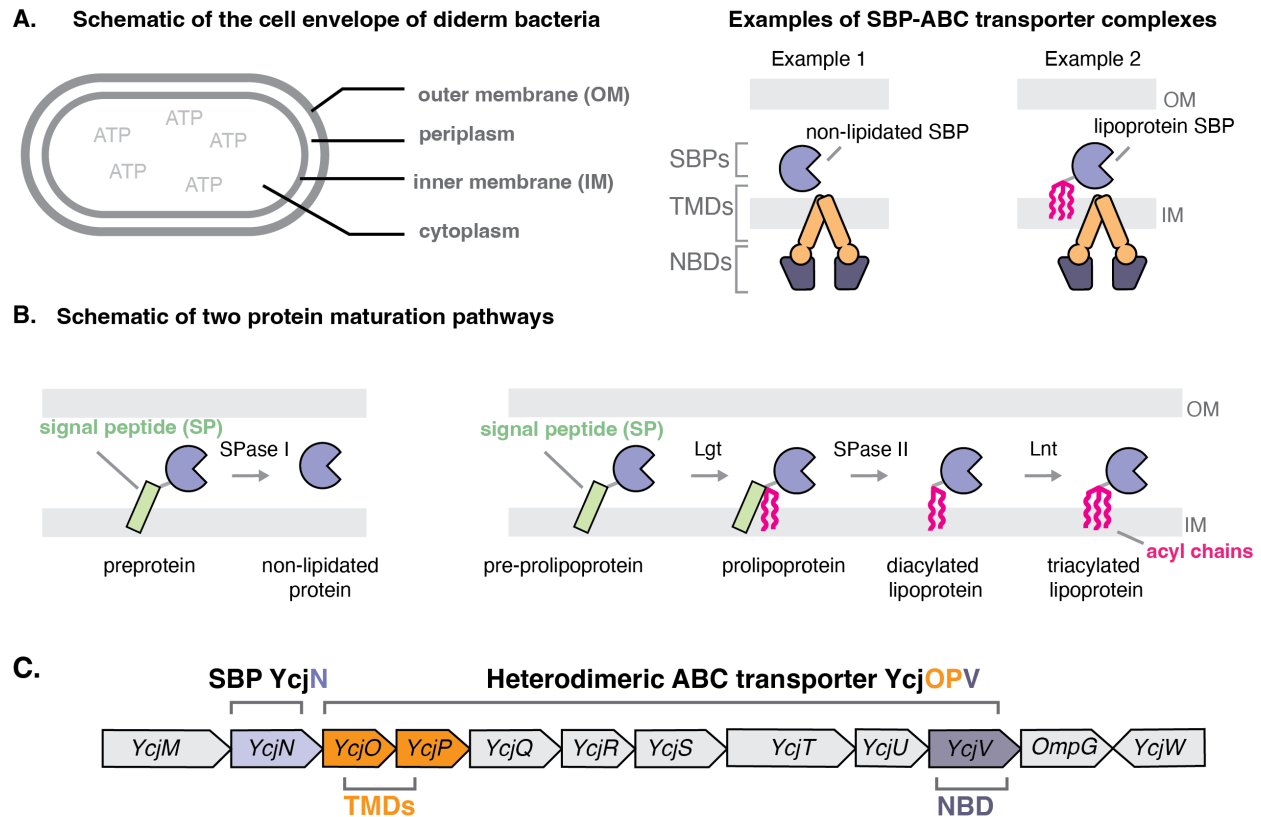 A. Schematic of the cell envelope of diderm bacteria
ATP
ATP
ATP
ATP
ATP
outer membrane (OM)
periplasm
inner membrane (IM)
cytoplasm
Examples of SBP-ABC transporter complexes
Example 1
Example 2
OM
non-lipidated SBP
lipoprotein SBP
SBPs
TMDs
NBDs
IM
B. Schematic of two protein maturation pathways
signal peptide (SP)
SPase I
preprotein
non-lipidated
protein
OM
signal peptide (SP)
Lgt
SPase II
Lnt
IM
acyl chains
pre-prolipoprotein
prolipoprotein
diacylated
lipoprotein
triacylated
lipoprotein
C.
SBP YcjN
Heterodimeric ABC transporter YcjOPV
YcjM
YcjN
YcjO
YcjP
YcjQ
YcjR
YcjS
YcjT
YcjU
YcjV
OmpG
YcjW
TMDs
NBD